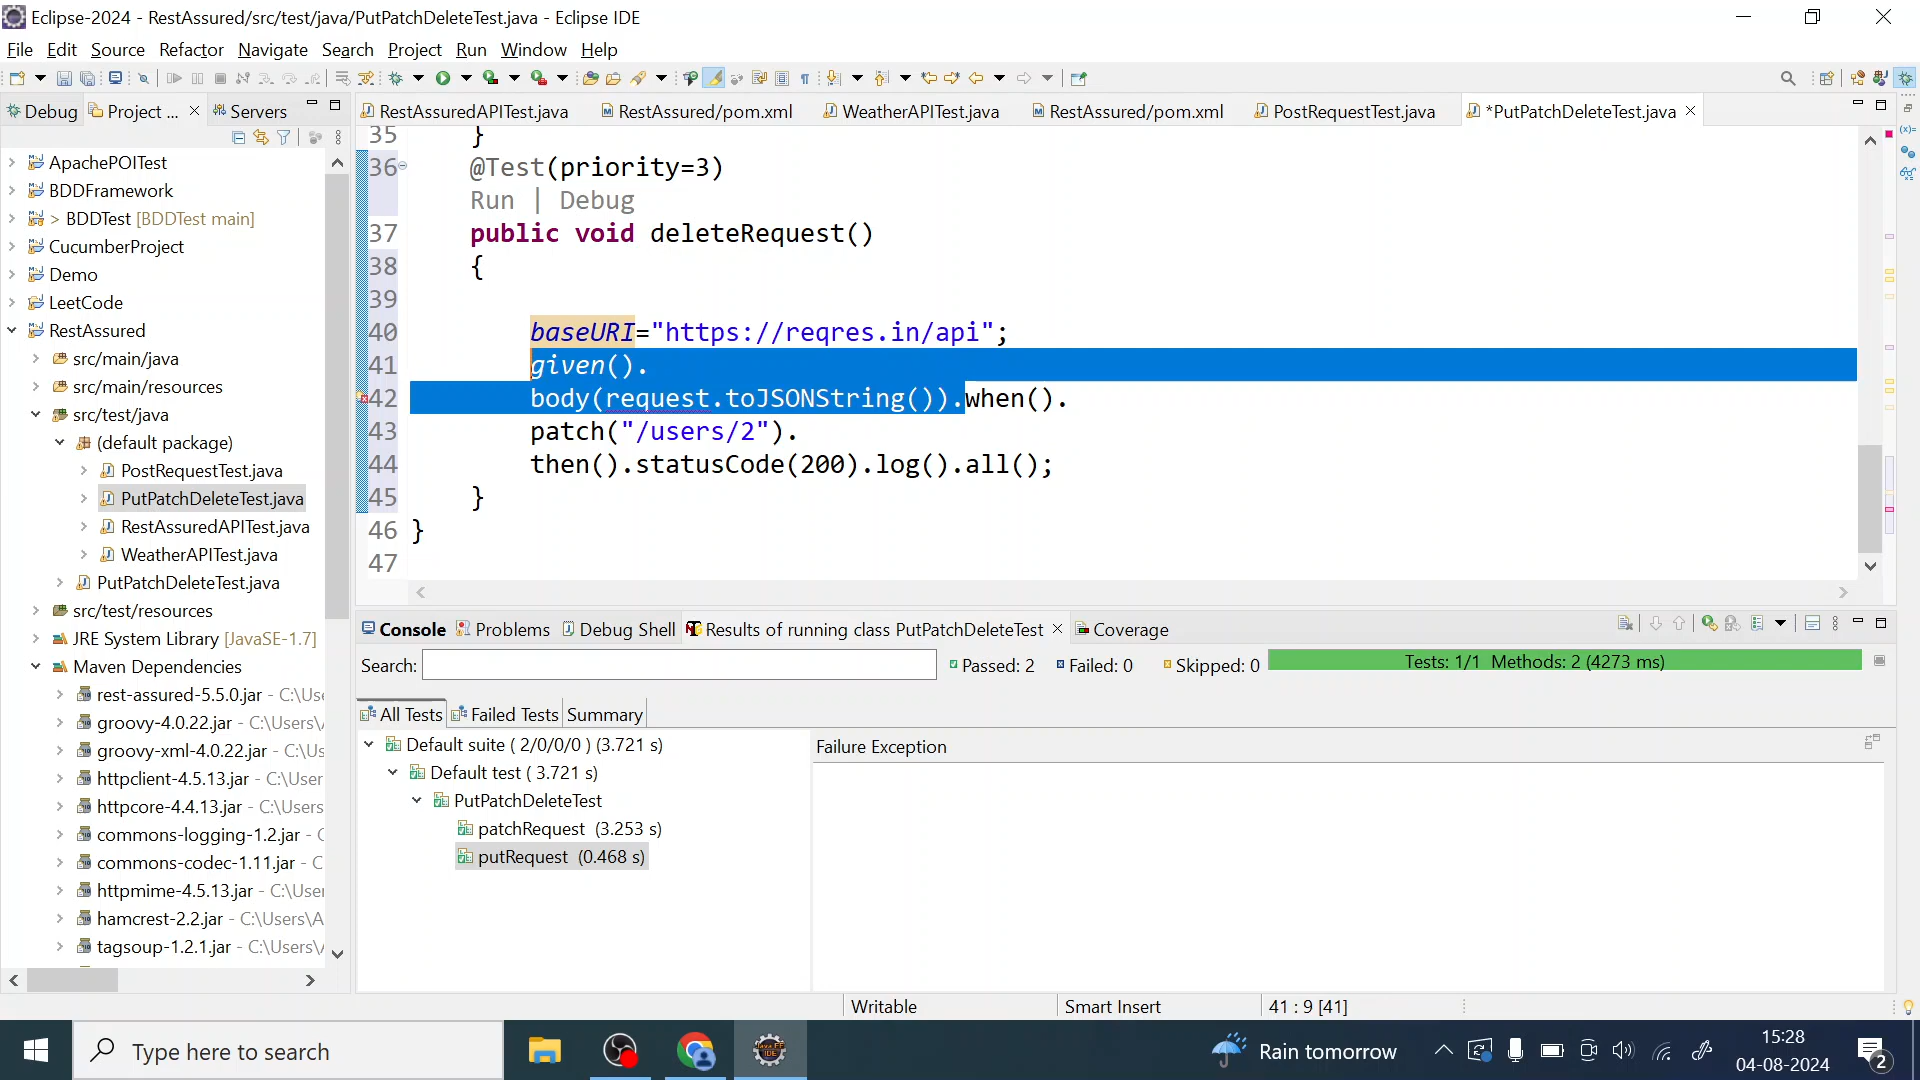 Eclipse-2024 - RestAssured/src/test/java/PutPatchDeleteTest.java - Eclipse IDE
File Edit Source Refactor Navigate Search Project Run Window Help
Debug Project ... Servers
RestAssuredAPITest.java RestAssured/pom.xml WeatherAPITest.java RestAssured/pom.xml PostRequestTest.java *PutPatchDeleteTest.java
ApachePOITest
BDDFramework
> BDDTest [BDDTest main]
CucumberProject
Demo
LeetCode
RestAssured
src/main/java
src/main/resources
src/test/java
(default package)
PostRequestTest.java
PutPatchDeleteTest.java
RestAssuredAPITest.java
WeatherAPITest.java
PutPatchDeleteTest.java
src/test/resources
JRE System Library [JavaSE-1.7]
Maven Dependencies
rest-assured-5.5.0.jar - C:\Use
groovy-4.0.22.jar - C:\Users\
groovy-xml-4.0.22.jar - C:\Us
httpclient-4.5.13.jar - C:\User
httpcore-4.4.13.jar - C:\Users
commons-logging-1.2.jar - C
commons-codec-1.11.jar - C
httpmime-4.5.13.jar - C:\User
hamcrest-2.2.jar - C:\Users\A
tagsoup-1.2.1.jar - C:\Users\
35 }
36 @Test(priority=3)
Run | Debug
37 public void deleteRequest()
38 {
39
40 baseURI="https://reqres.in/api";
41 given().
42 body(request.toJSONString()).when().
43 patch("/users/2").
44 then().statusCode(200).log().all();
45 }
46 }
47
Console Problems Debug Shell Results of running class PutPatchDeleteTest Coverage
Search: Passed: 2 Failed: 0 Skipped: 0 Tests: 1/1 Methods: 2 (4273 ms)
All Tests Failed Tests Summary
Default suite ( 2/0/0/0 ) (3.721 s)
Default test ( 3.721 s)
PutPatchDeleteTest
patchRequest (3.253 s)
putRequest (0.468 s)
Failure Exception
Writable Smart Insert 41 : 9 [41]
Type here to search
Java EE
IDE
Rain tomorrow
15:28
04-08-2024
2